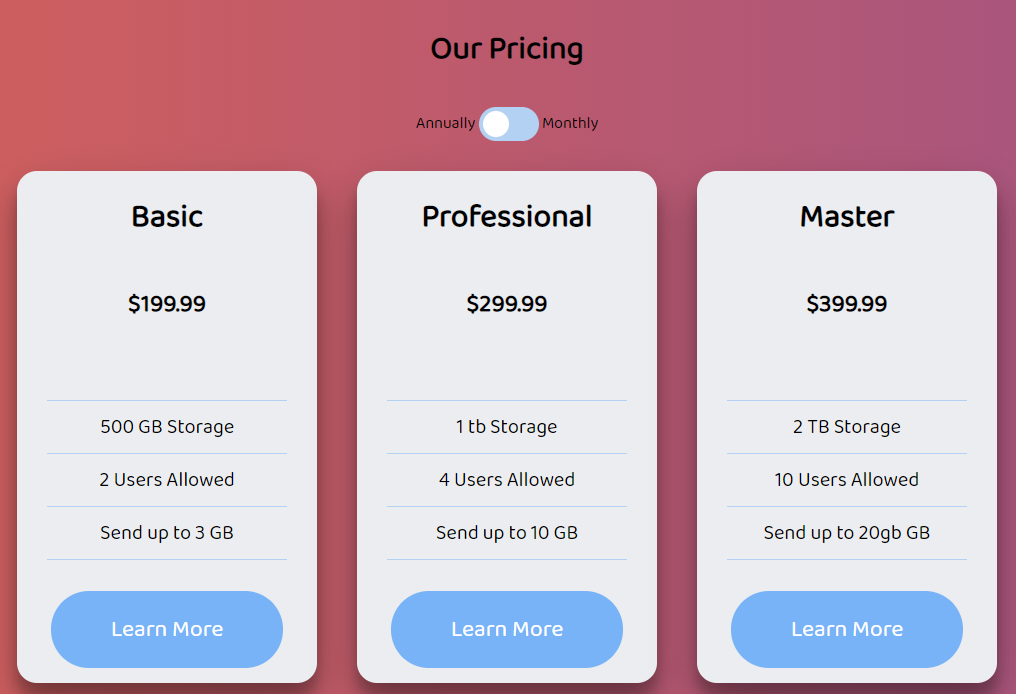 Our Pricing
Annually Monthly
Basic
$199.99
500 GB Storage
2 Users Allowed
Send up to 3 GB
Learn More
Professional
$299.99
1 tb Storage
4 Users Allowed
Send up to 10 GB
Learn More
Master
$399.99
2 TB Storage
10 Users Allowed
Send up to 20gb GB
Learn More